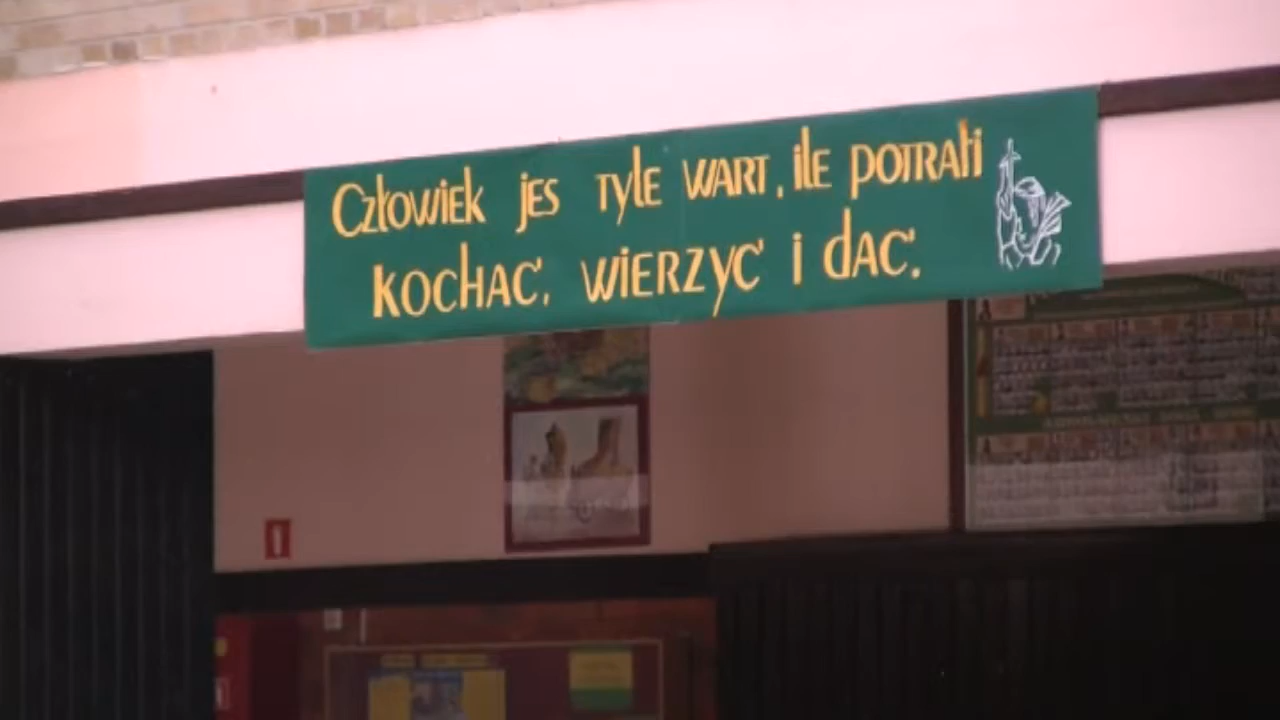 Człowiek jes tyle wart, ile potrafi
kochać, wierzyć i dać.